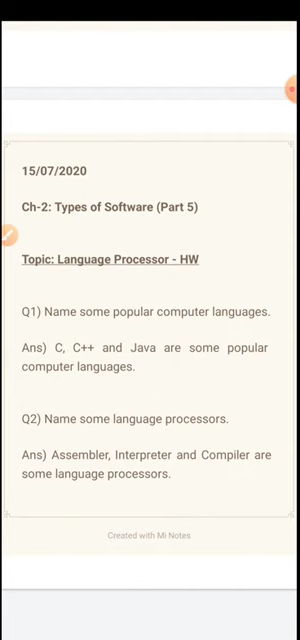 15/07/2020
Ch-2: Types of Software (Part 5)
Topic: Language Processor - HW
Q1) Name some popular computer languages.
Ans) C, C++ and Java are some popular
computer languages.
Q2) Name some language processors.
Ans) Assembler, Interpreter and Compiler are
some language processors.
Created with Mi Notes